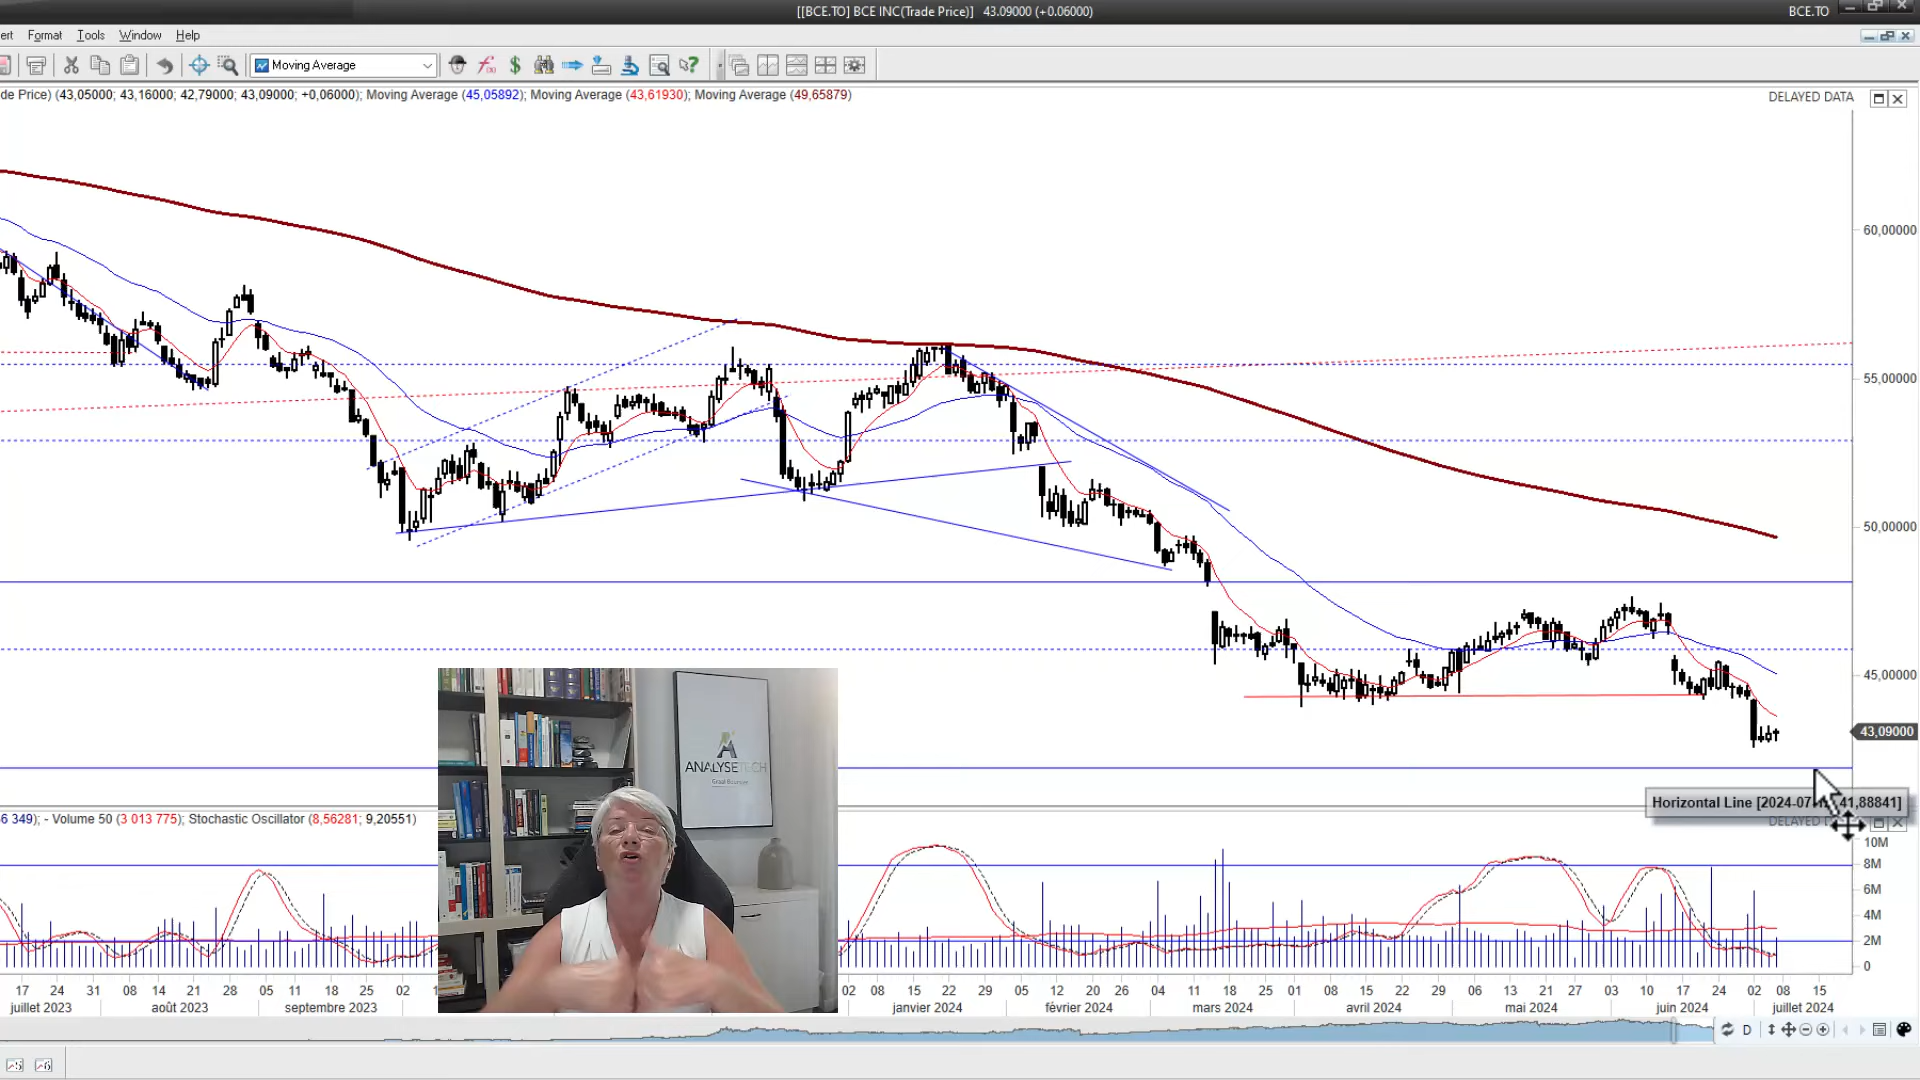 [[BCE.TO] BCE INC(Trade Price)] 43.09000 (+0.06000)
BCE.TO
ert Format Tools Window Help
Moving Average
de Price) (43,05000; 43,16000; 42,79000; 43,09000; +0,06000); Moving Average (45,05892); Moving Average (43,61930); Moving Average (49,65879)
DELAYED DATA
60,00000
55,00000
50,00000
45,00000
43,09000
Horizontal Line [2024-07 41,88841]
6 349); - Volume 50 (3 013 775); Stochastic Oscillator (8,56281; 9,20551)
DELAYED D
ANALYSETECH
10M
8M
6M
4M
2M
0
17 24 31 08 14 21 28 05 11 18 25 02 02 08 15 22 29 05 12 20 26 04 11 18 25 01 08 15 22 29 06 13 21 27 03 10 17 24 02 08 15
juillet 2023 août 2023 septembre 2023 janvier 2024 février 2024 mars 2024 avril 2024 mai 2024 juin 2024 juillet 2024
D